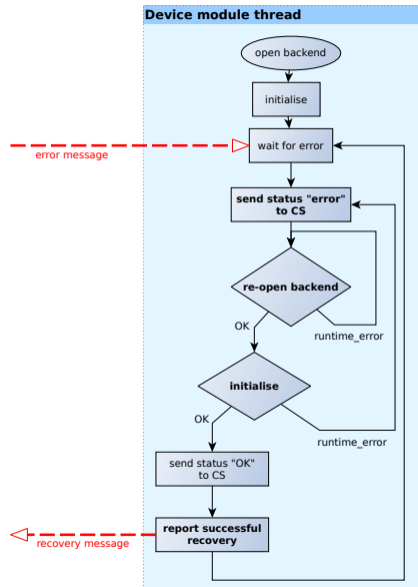 Device module thread
open backend
initialise
wait for error
error message
send status "error"
to CS
re-open backend
OK
runtime_error
initialise
OK
runtime_error
send status "OK"
to CS
report successful
recovery
recovery message